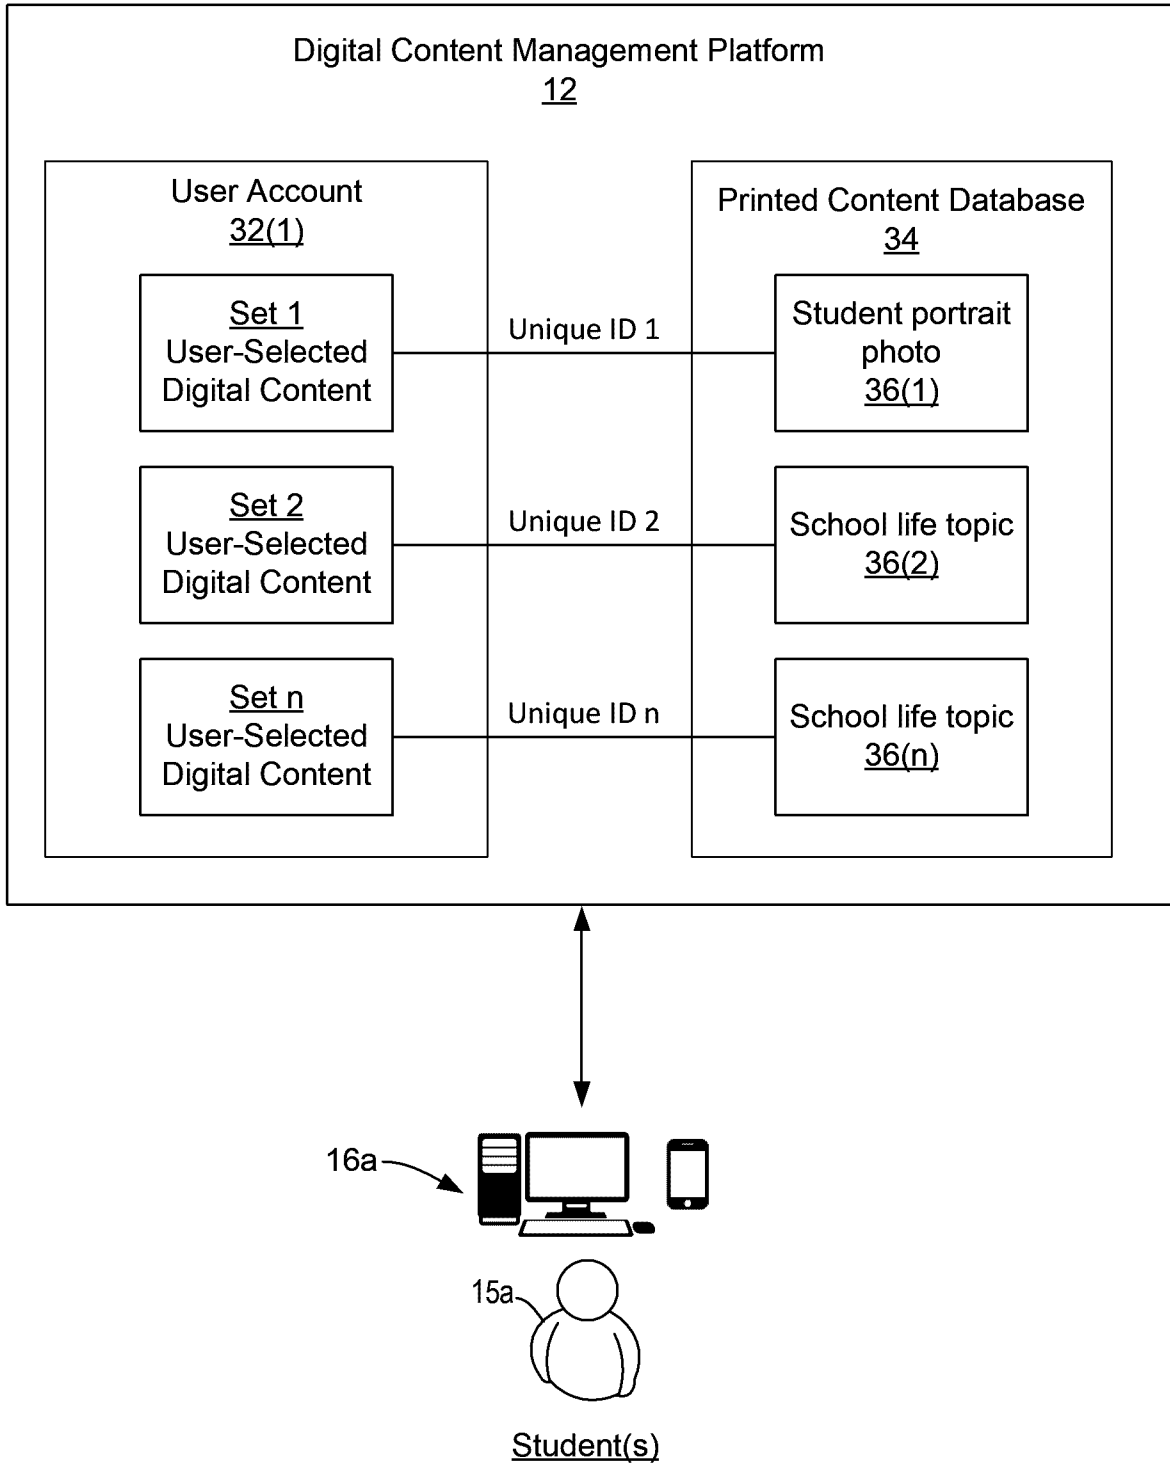 Digital Content Management Platform
12
User Account
32(1)
Printed Content Database
34
Set 1
User-Selected
Digital Content
Unique ID 1
Student portrait
photo
36(1)
Set 2
User-Selected
Digital Content
Unique ID 2
School life topic
36(2)
Set n
User-Selected
Digital Content
Unique ID n
School life topic
36(n)
16a
15a
Student(s)